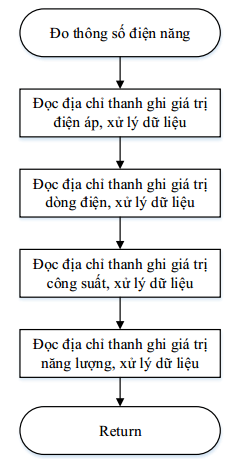 Đo thông số điện năng
Đọc địa chỉ thanh ghi giá trị
điện áp, xử lý dữ liệu
Đọc địa chỉ thanh ghi giá trị
dòng điện, xử lý dữ liệu
Đọc địa chỉ thanh ghi giá trị
công suất, xử lý dữ liệu
Đọc địa chỉ thanh ghi giá trị
năng lượng, xử lý dữ liệu
Return